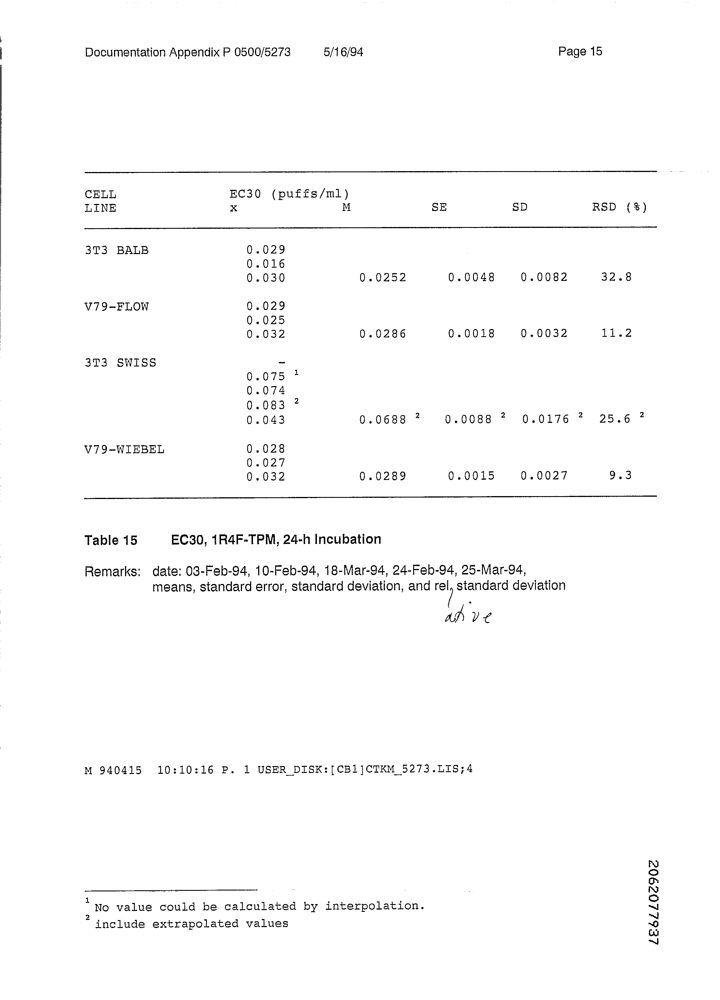 Documentation Appendix P 0500/5273 5/16/94 Page 15
CELL EC30 (puffs/ml)
LINE x M SE SD RSD (%)
3T3 BALB 0.029
0.016
0.030 0.0252 0.0048 0.0082 32.8
V79-FLOW 0.029
0.025
0.032 0.0286 0.0018 0.0032 11.2
3T3 SWISS –
0.075 1
0.074
0.083 2
0.043 0.0688 2 0.0088 2 0.0176 2 25.6 2
V79-WIEBEL 0.028
0.027
0.032 0.0289 0.0015 0.0027 9.3
Table 15 EC30, 1R4F-TPM, 24-h Incubation
Remarks: date: 03-Feb-94, 10-Feb-94, 18-Mar-94, 24-Feb-94, 25-Mar-94,
means, standard error, standard deviation, and rel, standard deviation
ative
M 940415 10:10:16 P. 1 USER_DISK:[CB1]CTKM_5273.LIS;4
1 No value could be calculated by interpolation.
2 include extrapolated values
2062077937